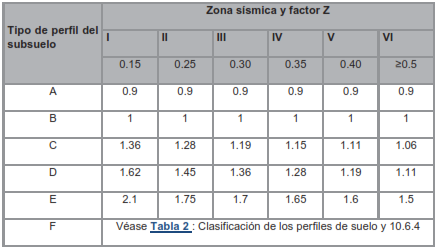 Tipo de perfil del subsuelo Zona sísmica y factor Z
I II III IV V VI
0.15 0.25 0.30 0.35 0.40 ≥0.5
A 0.9 0.9 0.9 0.9 0.9 0.9
B 1 1 1 1 1 1
C 1.36 1.28 1.19 1.15 1.11 1.06
D 1.62 1.45 1.36 1.28 1.19 1.11
E 2.1 1.75 1.7 1.65 1.6 1.5
F Véase Tabla 2 : Clasificación de los perfiles de suelo y 10.6.4